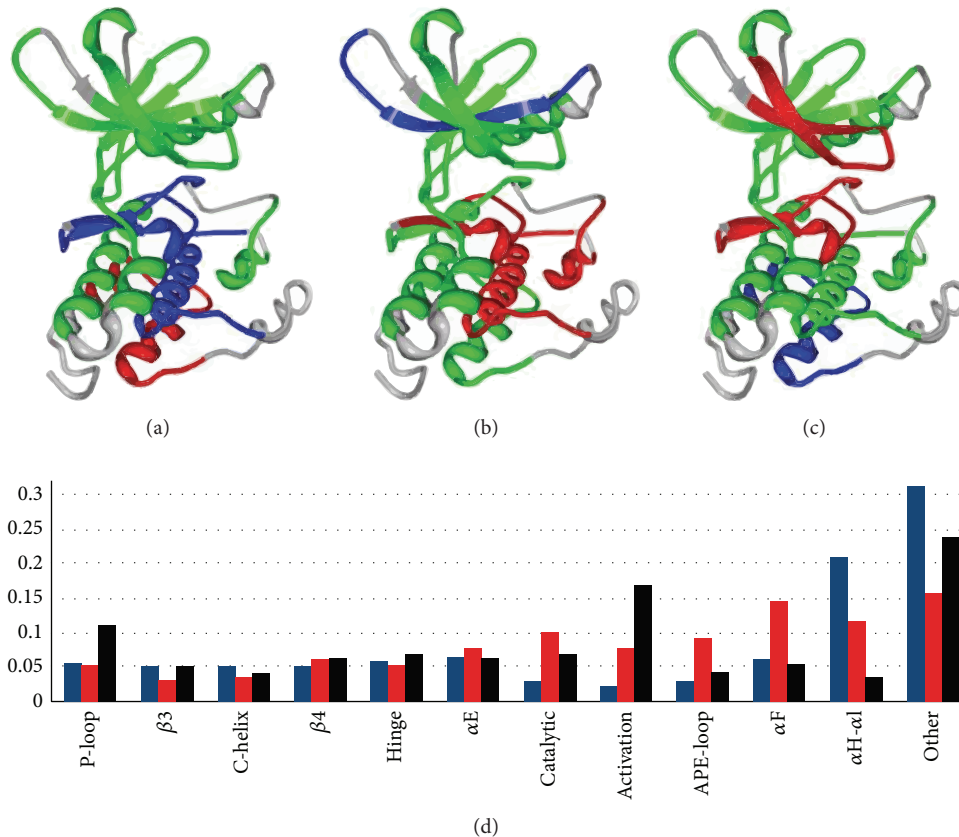 (a)
(b)
(c)
0.3
0.25
0.2
0.15
0.1
0.05
0
P-loop
β3
C-helix
β4
Hinge
αE
Catalytic
Activation
APE-loop
αF
αH-αI
Other
(d)